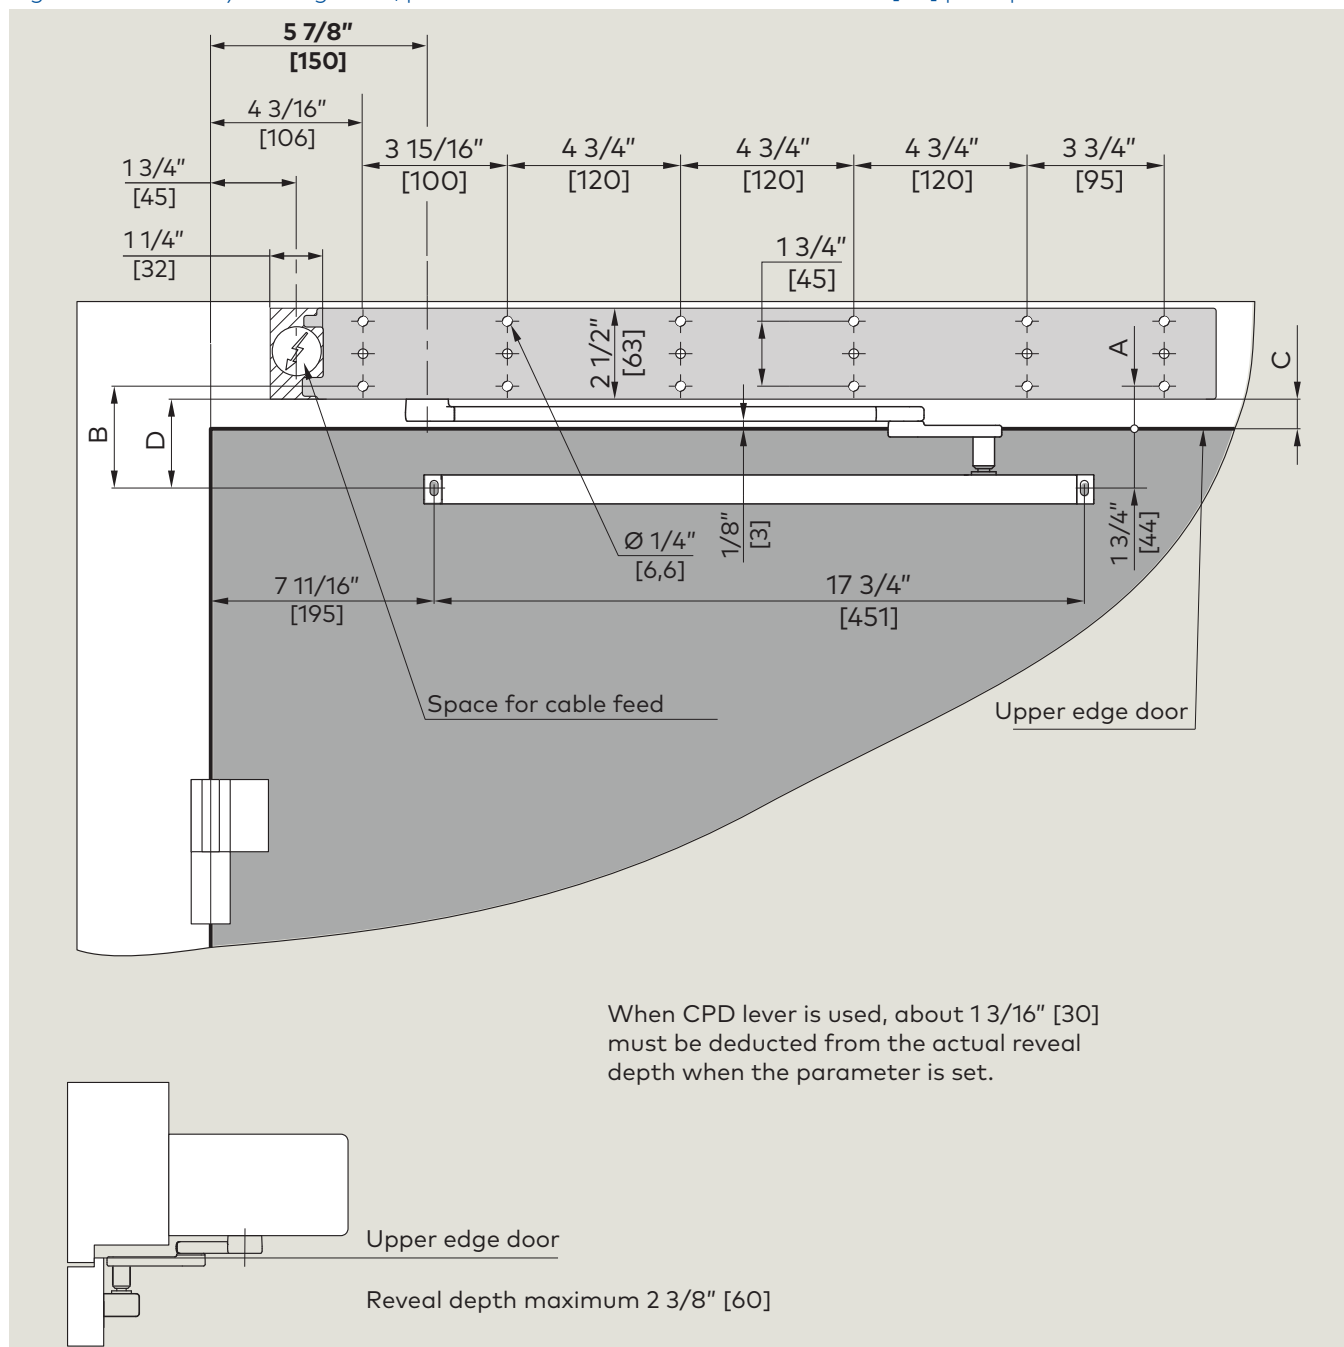 5 7/8"
[150]
4 3/16"
[106]
3 15/16"
[100]
4 3/4"
[120]
4 3/4"
[120]
4 3/4"
[120]
3 3/4"
[95]
1 3/4"
[45]
1 1/4"
[32]
1 3/4"
[45]
2 1/2"
[63]
A
C
B
D
Ø 1/4"
[6,6]
1/8"
[3]
1 3/4"
[44]
7 11/16"
[195]
17 3/4"
[451]
Space for cable feed
Upper edge door
When CPD lever is used, about 1 3/16" [30]
must be deducted from the actual reveal
depth when the parameter is set.
Upper edge door
Reveal depth maximum 2 3/8" [60]